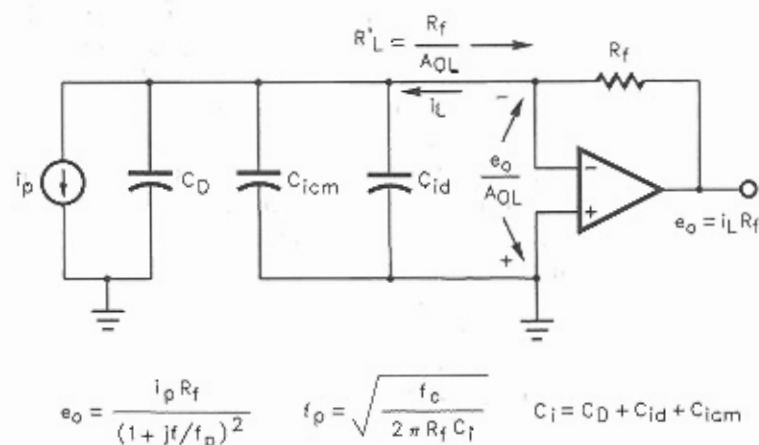 R'L = Rf / AOL
Rf
iL
−
ip
CD
Cicm
Cid
eo / AOL
−
+
+
eo = iL Rf
eo = ip Rf / (1 + jf/fp)²
fp = √(fc / 2 π Rf Ci)
Ci = CD + Cid + Cicm